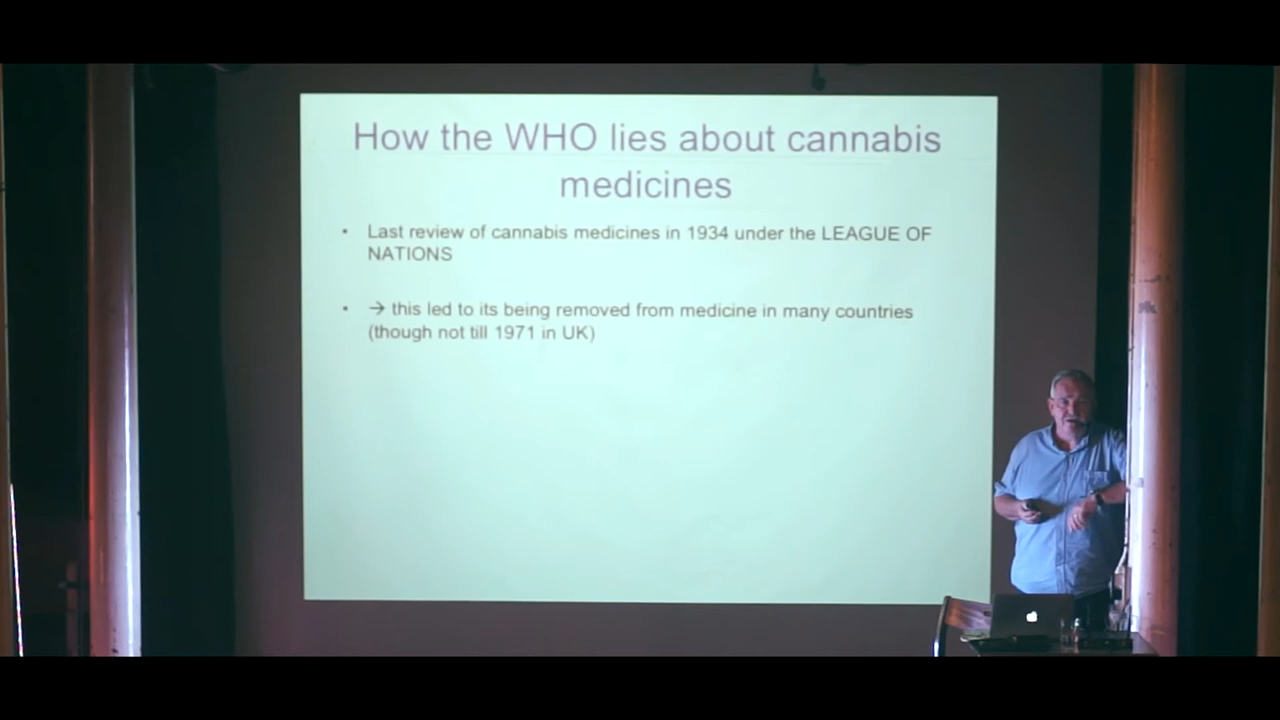 How the WHO lies about cannabis
medicines
• Last review of cannabis medicines in 1934 under the LEAGUE OF
NATIONS
• → this led to its being removed from medicine in many countries
(though not till 1971 in UK)